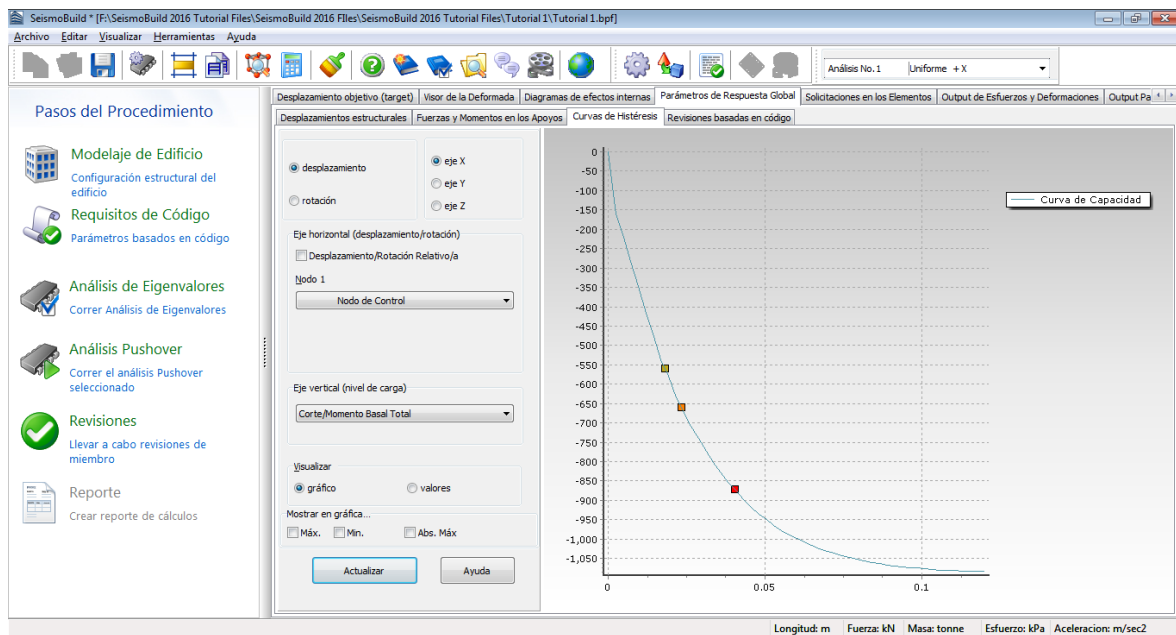 SeismoBuild * [F:\SeismoBuild 2016 Tutorial Files\SeismoBuild 2016 FIles\SeismoBuild 2016 Tutorial Files\Tutorial 1\Tutorial 1.bpf]
Archivo Editar Visualizar Herramientas Ayuda
Análisis No. 1 Uniforme +X
Pasos del Procedimiento
Modelaje de Edificio
Configuración estructural del
edificio
Requisitos de Código
Parámetros basados en código
Análisis de Eigenvalores
Correr Análisis de Eigenvalores
Análisis Pushover
Correr el análisis Pushover
seleccionado
Revisiones
Llevar a cabo revisiones de
miembro
Reporte
Crear reporte de cálculos
Desplazamiento objetivo (target) Visor de la Deformada Diagramas de efectos internas Parámetros de Respuesta Global Solicitaciones en los Elementos Output de Esfuerzos y Deformaciones Output Pa
Desplazamientos estructurales Fuerzas y Momentos en los Apoyos Curvas de Histéresis Revisiones basadas en código
desplazamiento
rotación
eje X
eje Y
eje Z
Eje horizontal (desplazamiento/rotación)
Desplazamiento/Rotación Relativo/a
Nodo 1
Nodo de Control
Eje vertical (nivel de carga)
Corte/Momento Basal Total
Visualizar
gráfico valores
Mostrar en gráfica...
Máx. Min. Abs. Máx
Actualizar Ayuda
0
-50
-100
-150
-200
-250
-300
-350
-400
-450
-500
-550
-600
-650
-700
-750
-800
-850
-900
-950
-1,000
-1,050
0 0.05 0.1
Curva de Capacidad
Longitud: m Fuerza: kN Masa: tonne Esfuerzo: kPa Aceleracion: m/sec2